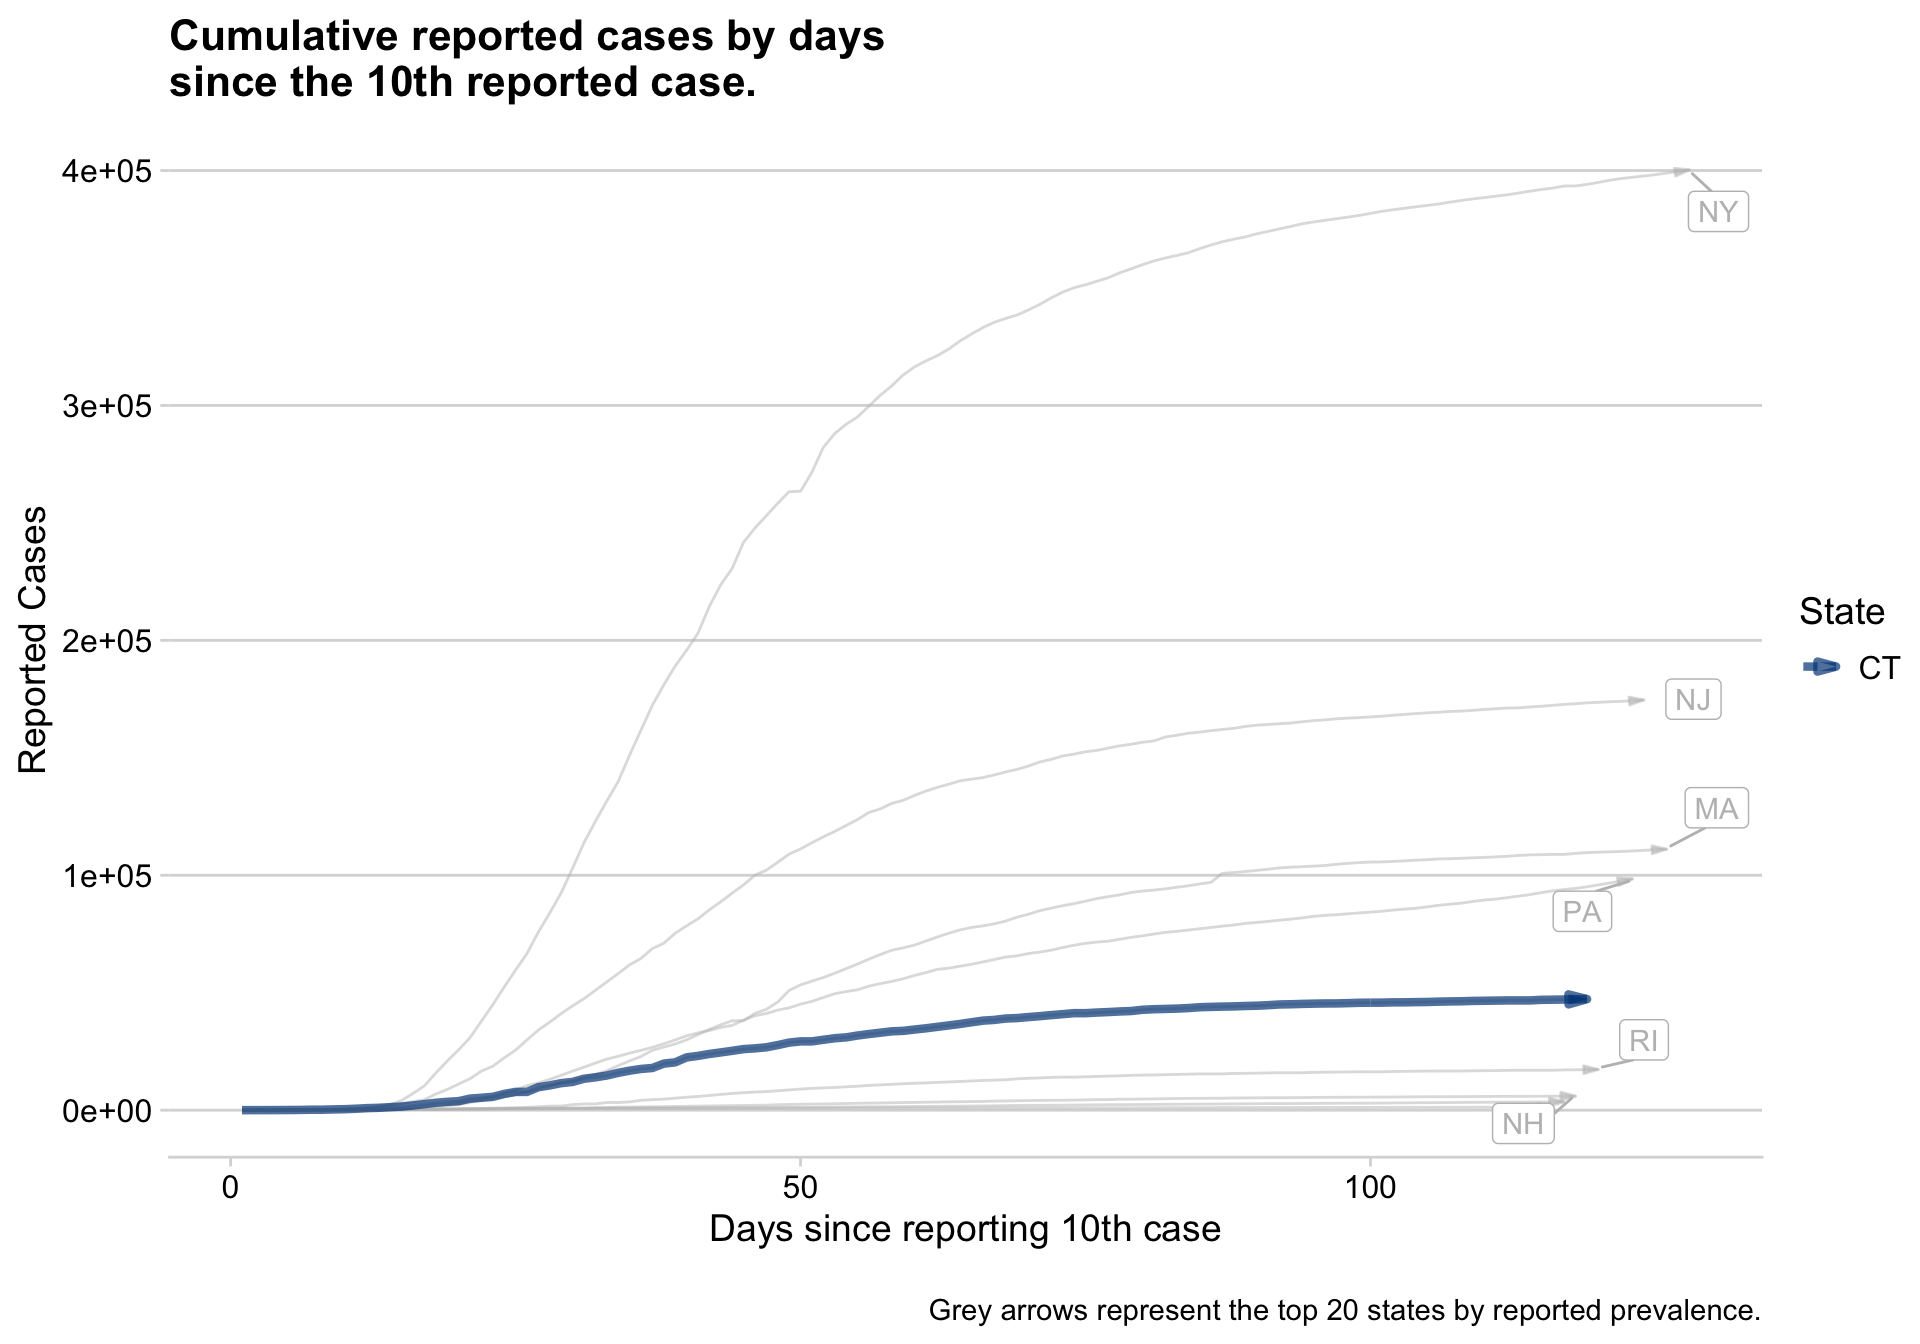 Cumulative reported cases by days
since the 10th reported case.
4e+05
3e+05
2e+05
1e+05
0e+00
Reported Cases
NY
NJ
MA
PA
RI
NH
0
50
100
Days since reporting 10th case
State
CT
Grey arrows represent the top 20 states by reported prevalence.